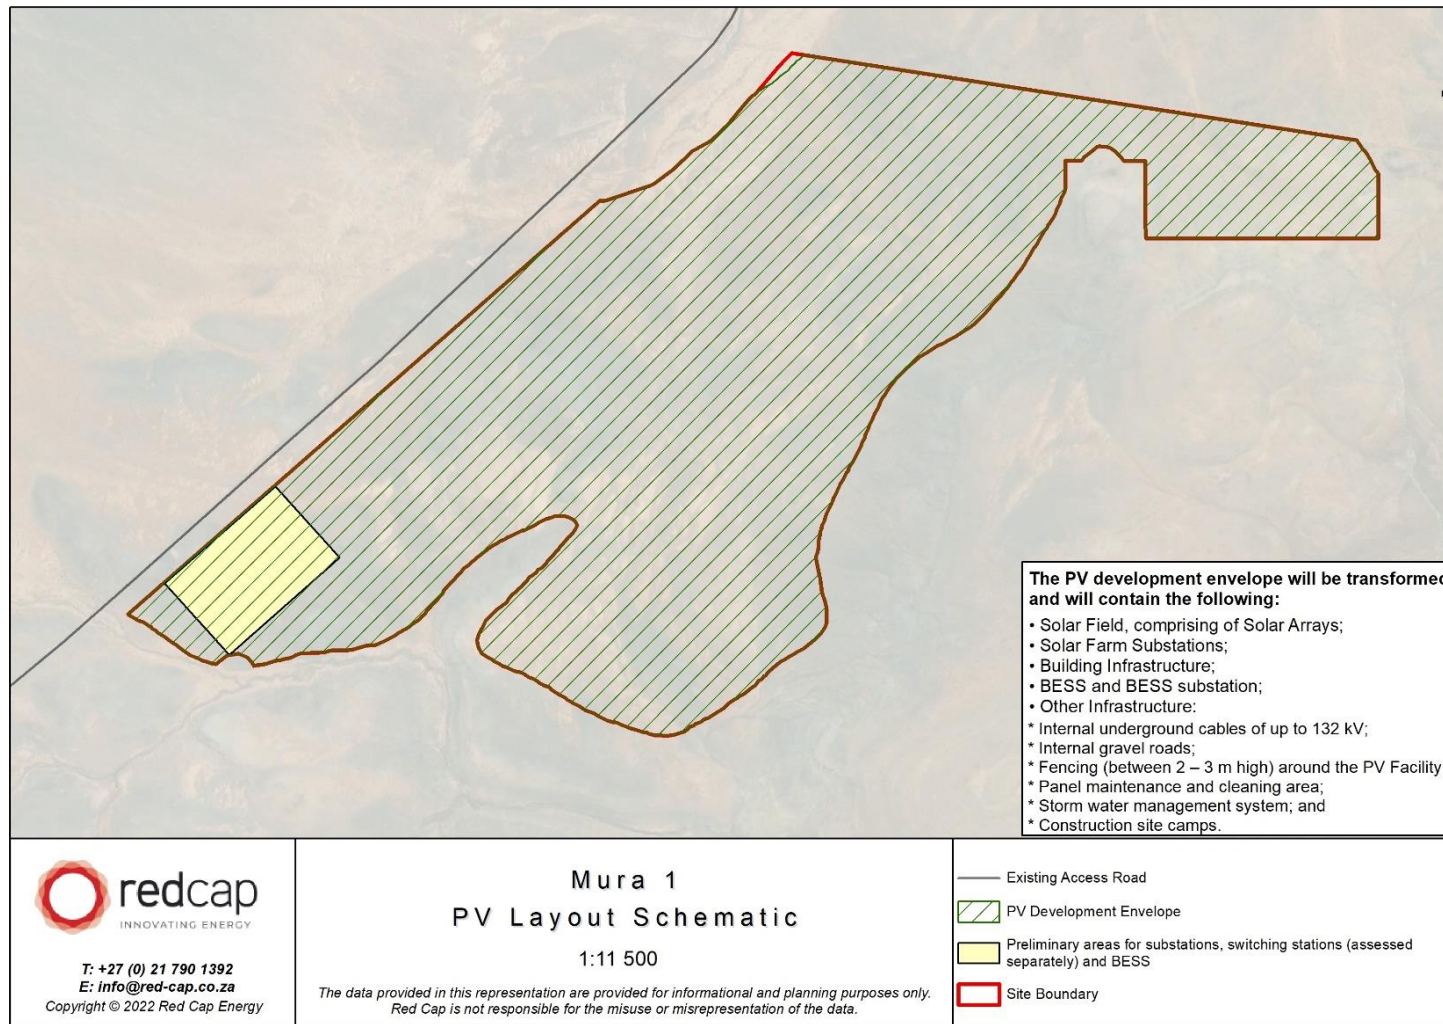 The PV development envelope will be transformed
and will contain the following:
• Solar Field, comprising of Solar Arrays;
• Solar Farm Substations;
• Building Infrastructure;
• BESS and BESS substation;
• Other Infrastructure:
* Internal underground cables of up to 132 kV;
* Internal gravel roads;
* Fencing (between 2 – 3 m high) around the PV Facility
* Panel maintenance and cleaning area;
* Storm water management system; and
* Construction site camps.
redcap
INNOVATING ENERGY
T: +27 (0) 21 790 1392
E: info@red-cap.co.za
Copyright © 2022 Red Cap Energy
Mura 1
PV Layout Schematic
1:11 500
The data provided in this representation are provided for informational and planning purposes only.
Red Cap is not responsible for the misuse or misrepresentation of the data.
Existing Access Road
PV Development Envelope
Preliminary areas for substations, switching stations (assessed
separately) and BESS
Site Boundary